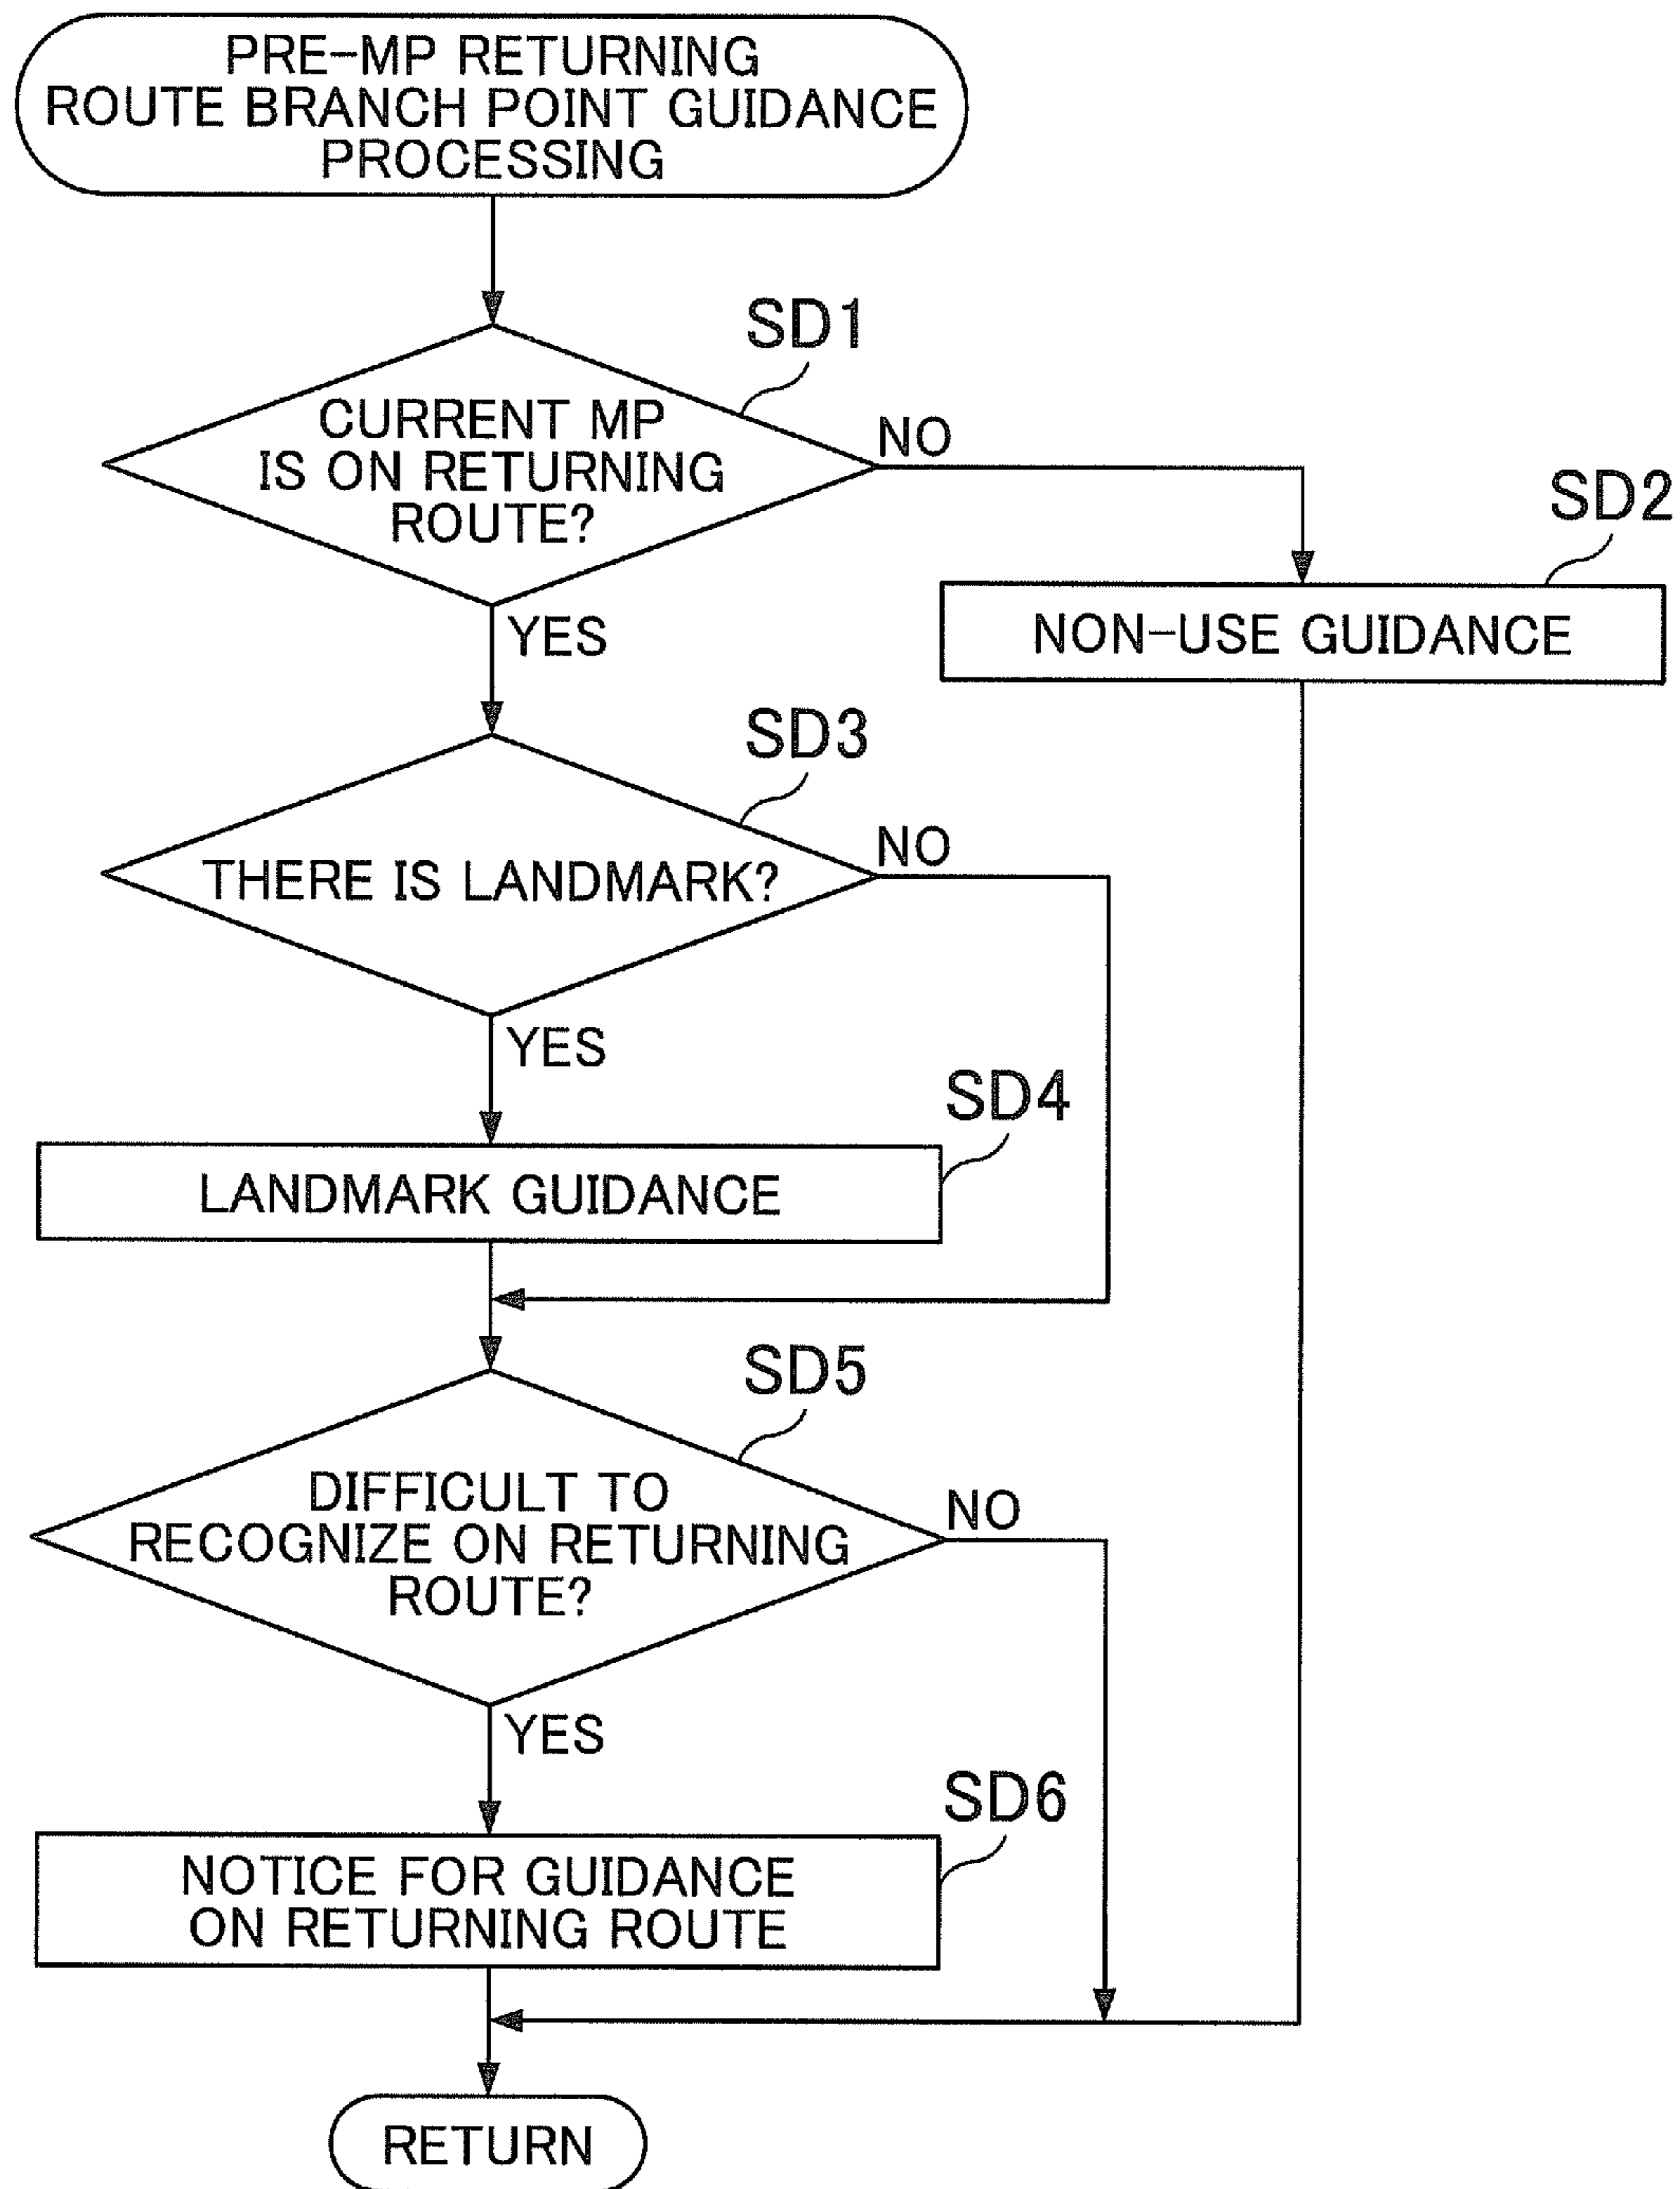 PRE-MP RETURNING
ROUTE BRANCH POINT GUIDANCE
PROCESSING
SD1
CURRENT MP
IS ON RETURNING
ROUTE?
NO
SD2
NON-USE GUIDANCE
YES
SD3
THERE IS LANDMARK?
NO
YES
SD4
LANDMARK GUIDANCE
SD5
DIFFICULT TO
RECOGNIZE ON RETURNING
ROUTE?
NO
YES
SD6
NOTICE FOR GUIDANCE
ON RETURNING ROUTE
RETURN